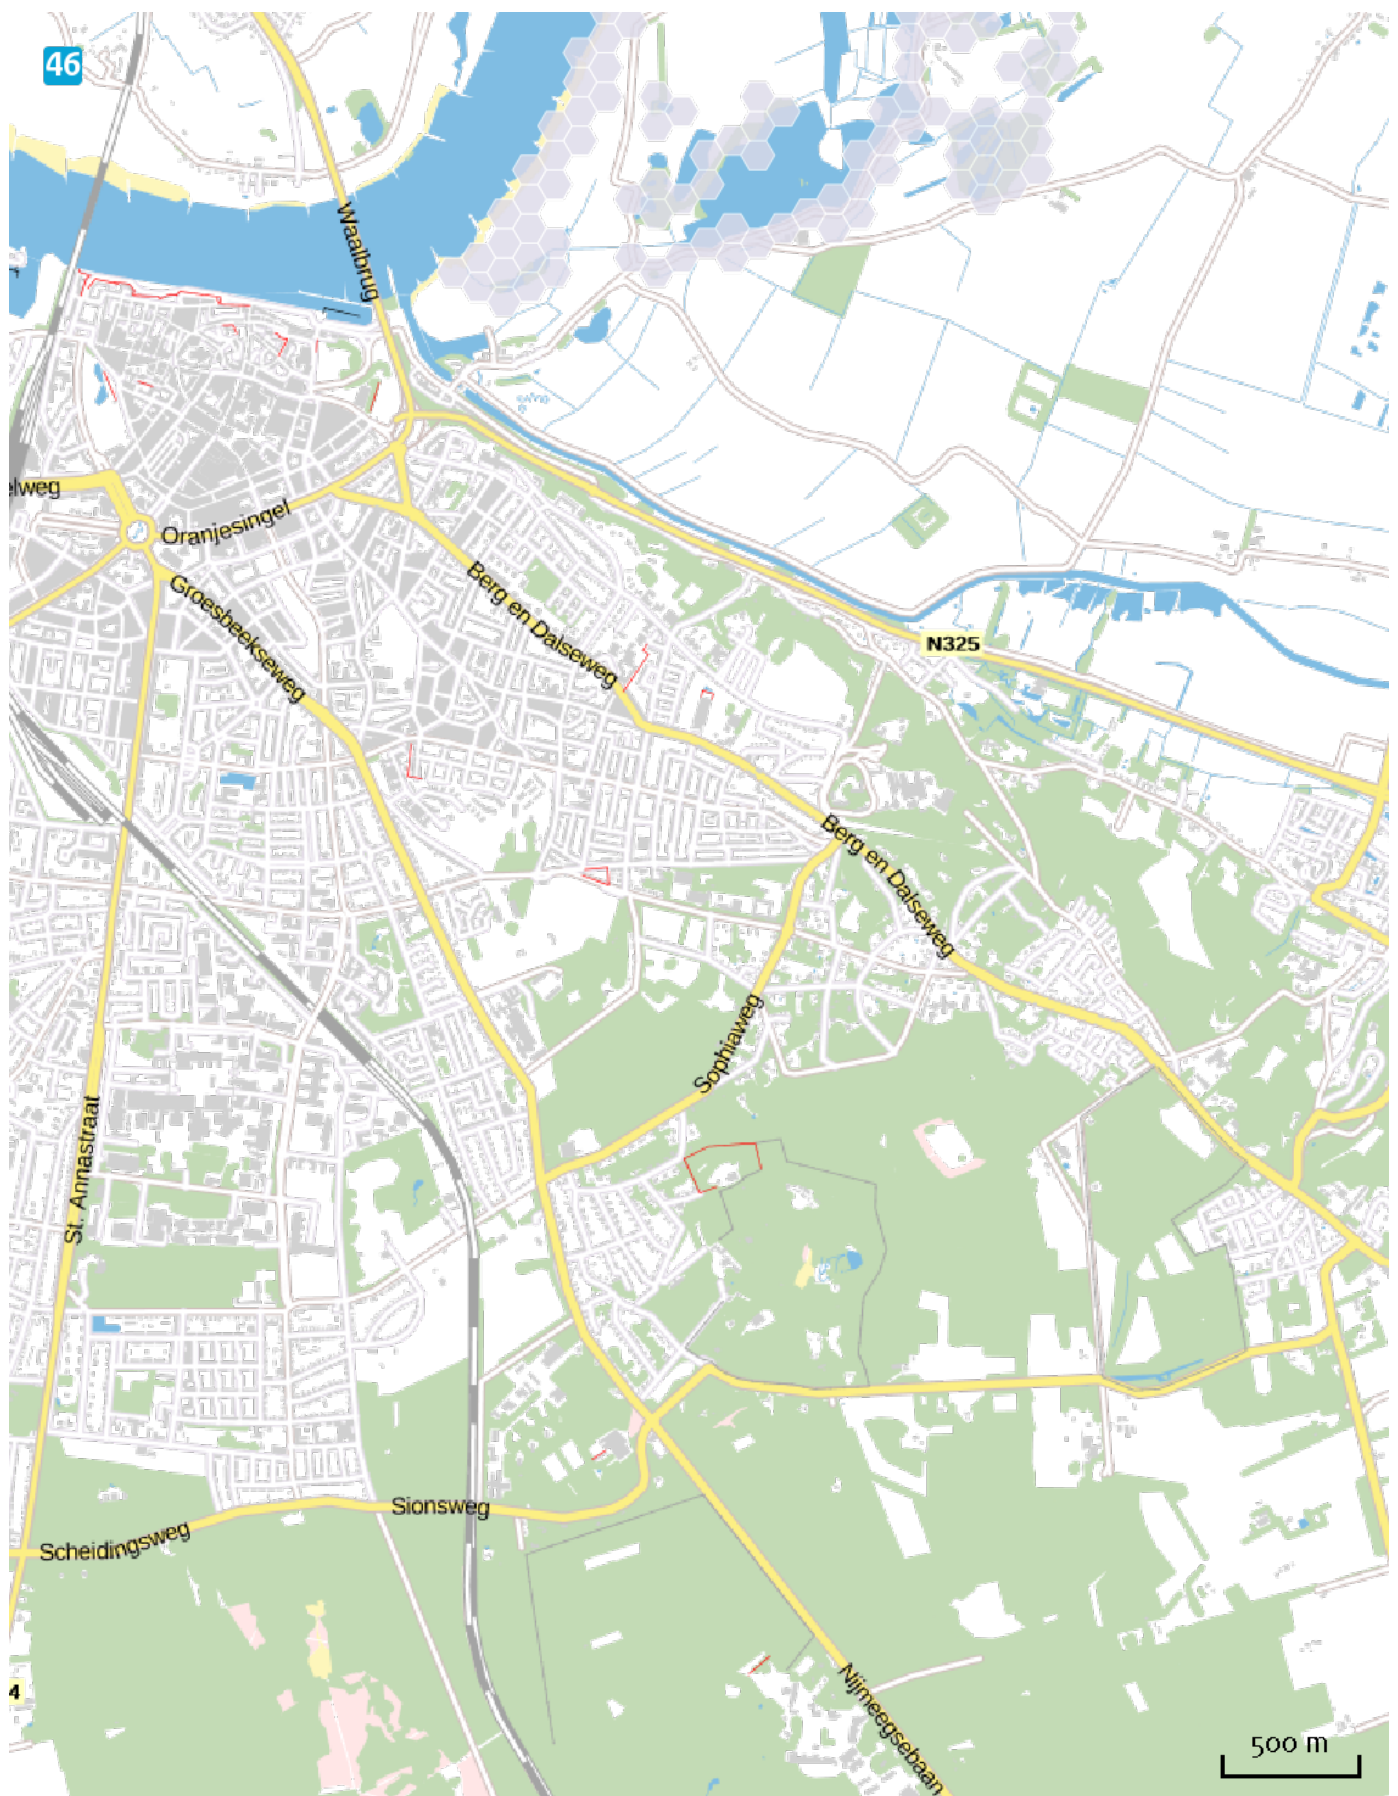 46
Waalbrug
elweg
Oranjesingel
Groesbeekseweg
Berg en Dalseweg
N325
Berg en Dalseweg
Sophiaweg
St. Annastraat
Sionsweg
Scheidingsweg
4
Nijmeegsebaan
500 m